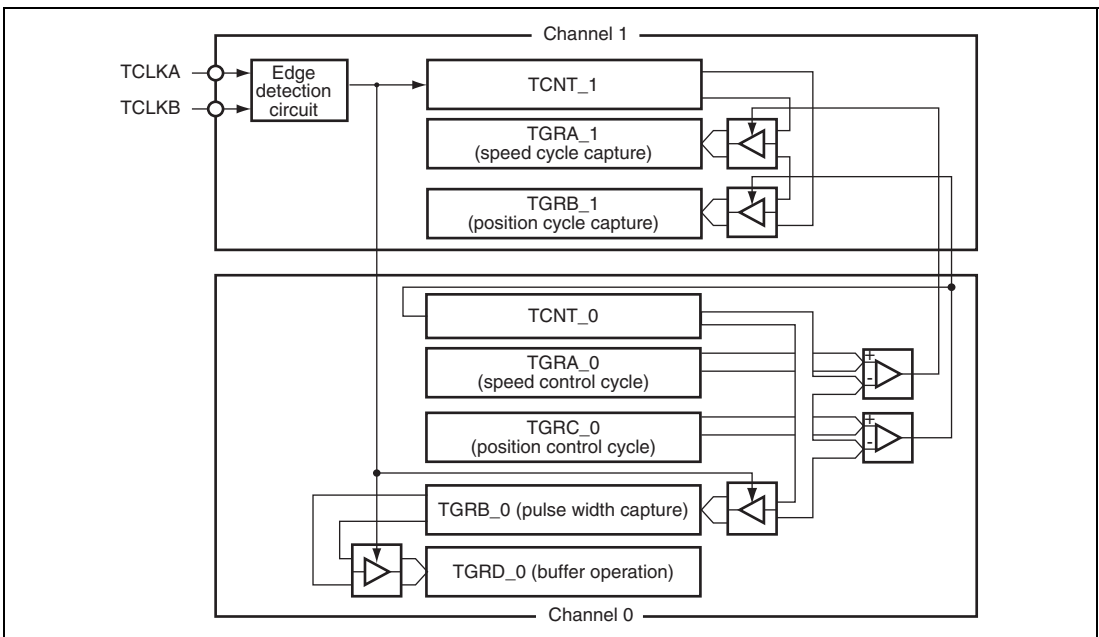 Channel 1
TCLKA
TCLKB
Edge
detection
circuit
TCNT_1
TGRA_1
(speed cycle capture)
TGRB_1
(position cycle capture)
TCNT_0
TGRA_0
(speed control cycle)
+
-
TGRC_0
(position control cycle)
+
-
TGRB_0 (pulse width capture)
TGRD_0 (buffer operation)
Channel 0